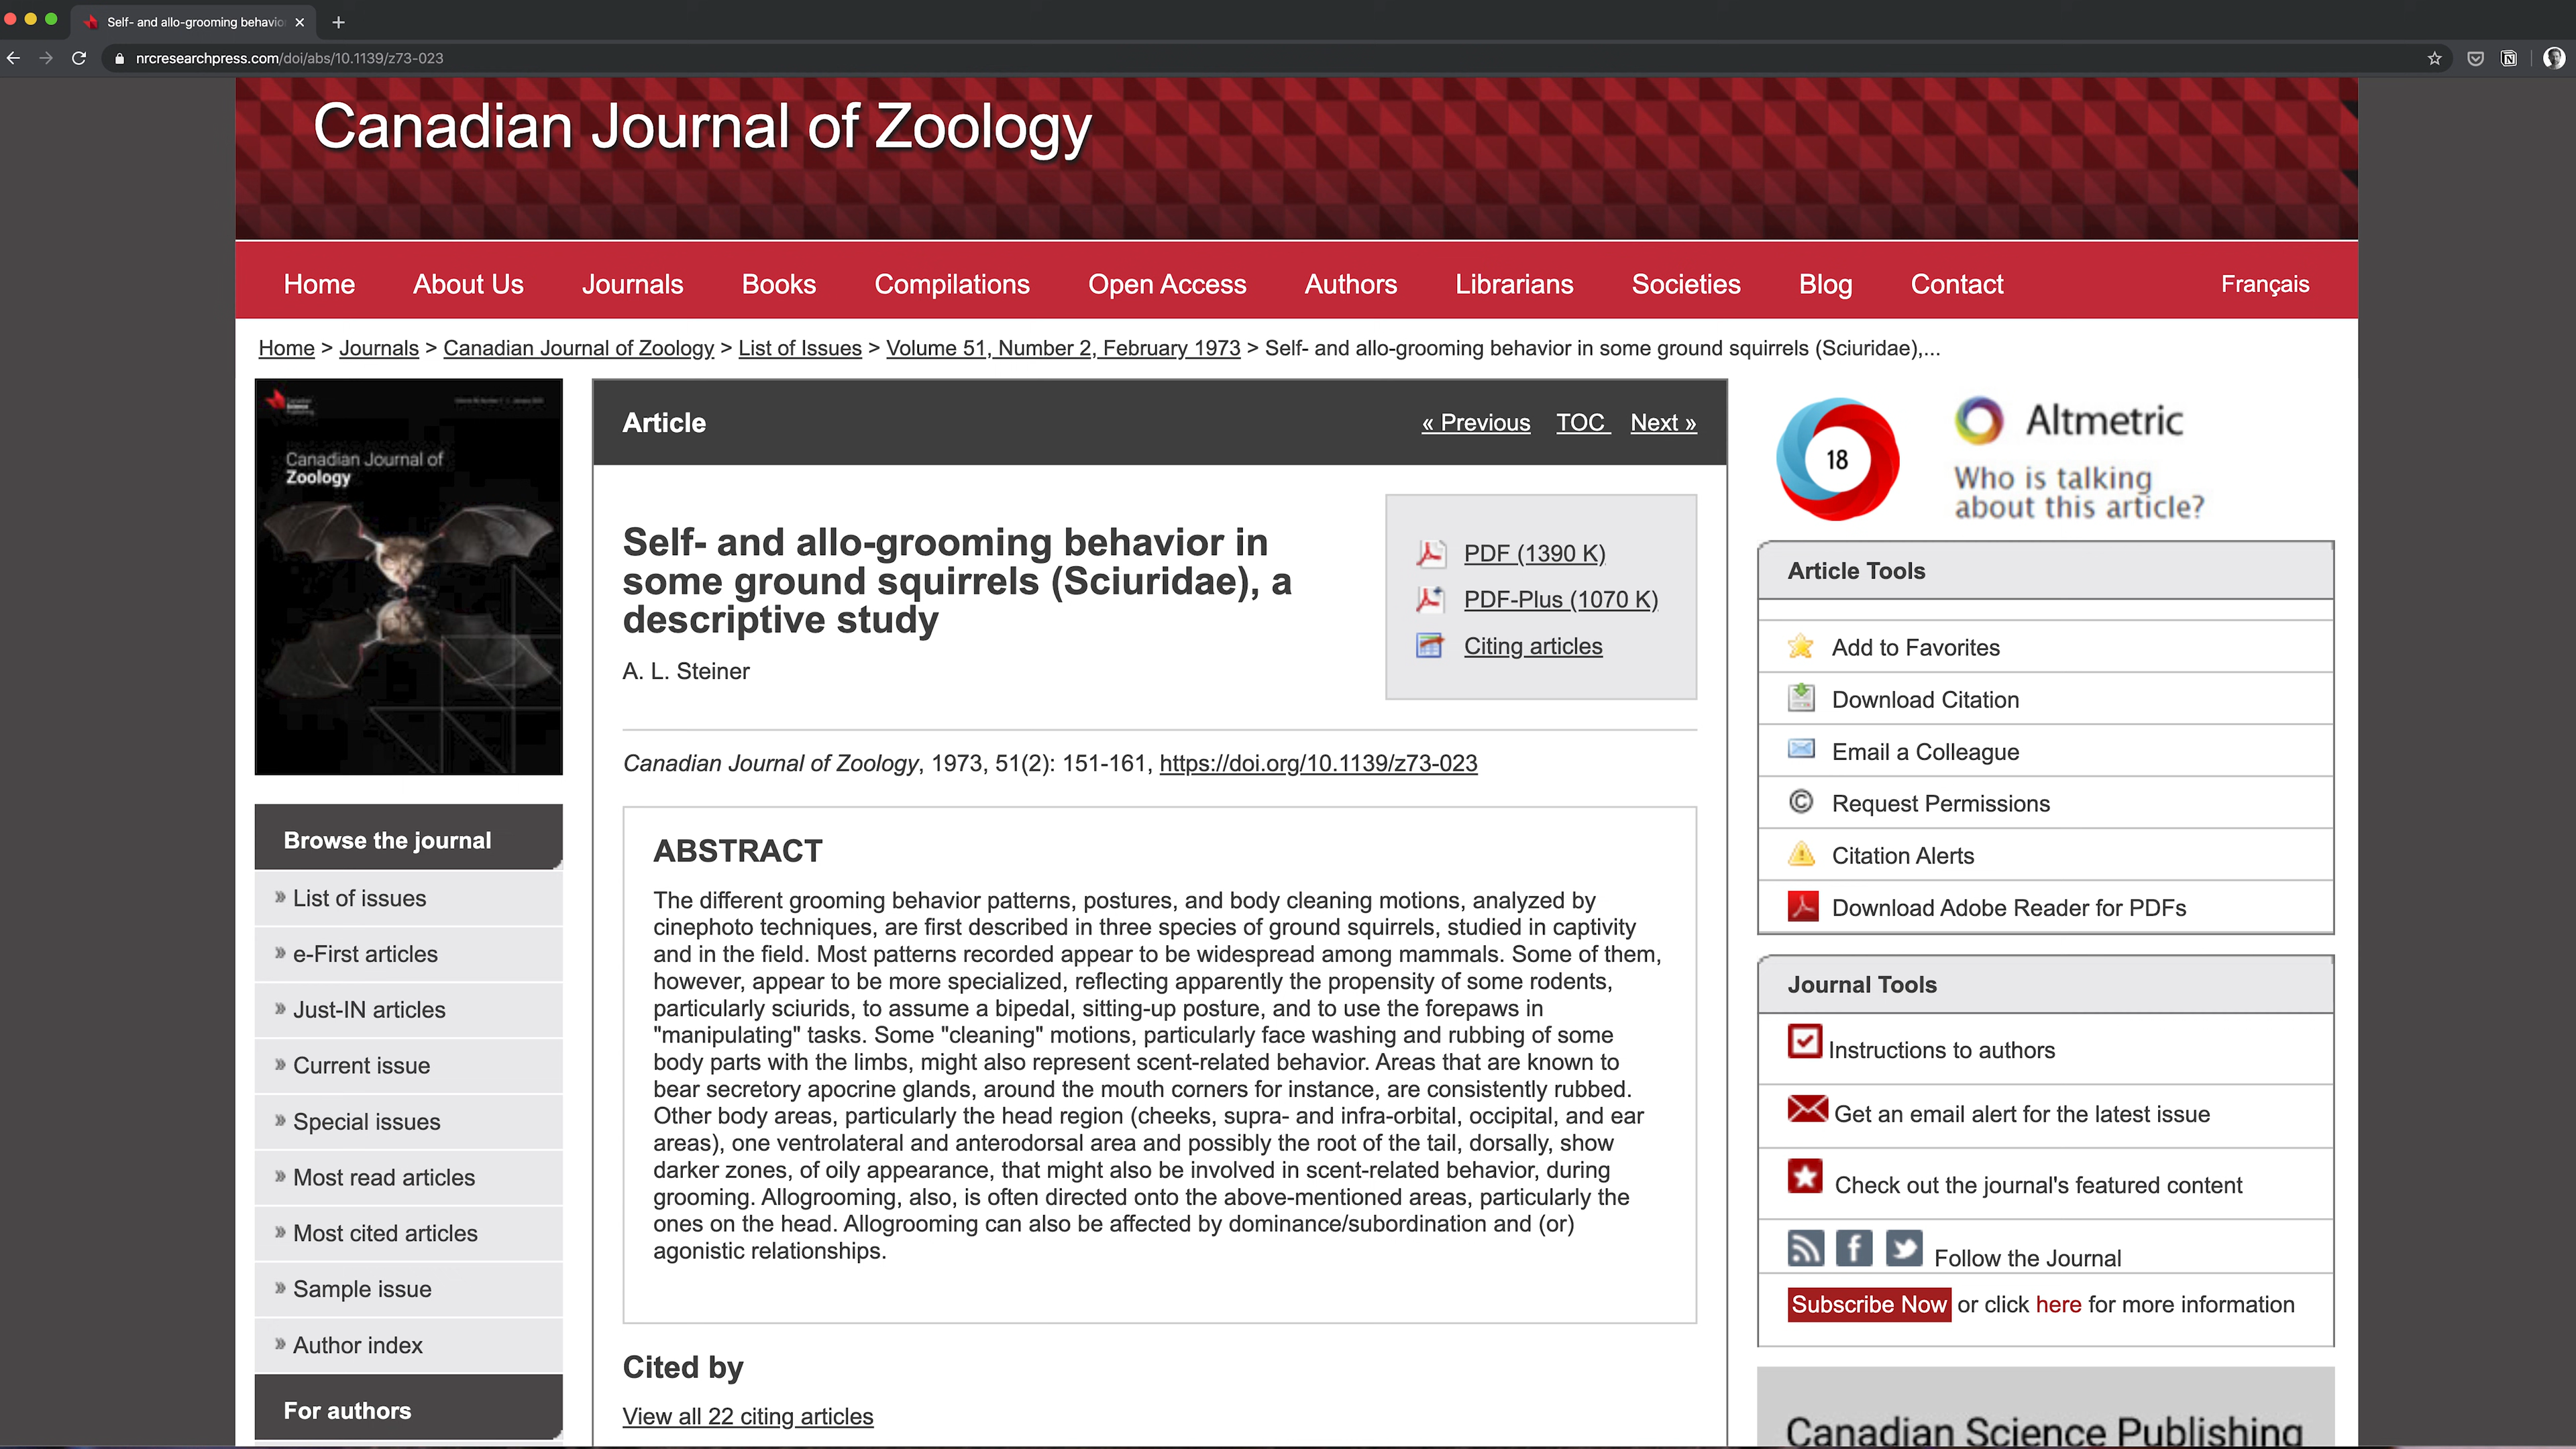 Self- and allo-grooming behavio
nrcresearchpress.com/doi/abs/10.1139/z73-023
Canadian Journal of Zoology
Home About Us Journals Books Compilations Open Access Authors Librarians Societies Blog Contact Français
Home > Journals > Canadian Journal of Zoology > List of Issues > Volume 51, Number 2, February 1973 > Self- and allo-grooming behavior in some ground squirrels (Sciuridae),...
Canadian Journal of
Zoology
Browse the journal
» List of issues
» e-First articles
» Just-IN articles
» Current issue
» Special issues
» Most read articles
» Most cited articles
» Sample issue
» Author index
For authors
Article « Previous TOC Next »
Self- and allo-grooming behavior in
some ground squirrels (Sciuridae), a
descriptive study
A. L. Steiner
PDF (1390 K)
PDF-Plus (1070 K)
Citing articles
Canadian Journal of Zoology, 1973, 51(2): 151-161, https://doi.org/10.1139/z73-023
ABSTRACT
The different grooming behavior patterns, postures, and body cleaning motions, analyzed by
cinephoto techniques, are first described in three species of ground squirrels, studied in captivity
and in the field. Most patterns recorded appear to be widespread among mammals. Some of them,
however, appear to be more specialized, reflecting apparently the propensity of some rodents,
particularly sciurids, to assume a bipedal, sitting-up posture, and to use the forepaws in
"manipulating" tasks. Some "cleaning" motions, particularly face washing and rubbing of some
body parts with the limbs, might also represent scent-related behavior. Areas that are known to
bear secretory apocrine glands, around the mouth corners for instance, are consistently rubbed.
Other body areas, particularly the head region (cheeks, supra- and infra-orbital, occipital, and ear
areas), one ventrolateral and anterodorsal area and possibly the root of the tail, dorsally, show
darker zones, of oily appearance, that might also be involved in scent-related behavior, during
grooming. Allogrooming, also, is often directed onto the above-mentioned areas, particularly the
ones on the head. Allogrooming can also be affected by dominance/subordination and (or)
agonistic relationships.
Cited by
View all 22 citing articles
18
Altmetric
Who is talking
about this article?
Article Tools
Add to Favorites
Download Citation
Email a Colleague
© Request Permissions
Citation Alerts
Download Adobe Reader for PDFs
Journal Tools
Instructions to authors
Get an email alert for the latest issue
Check out the journal's featured content
Follow the Journal
Subscribe Now or click here for more information
Canadian Science Publishing